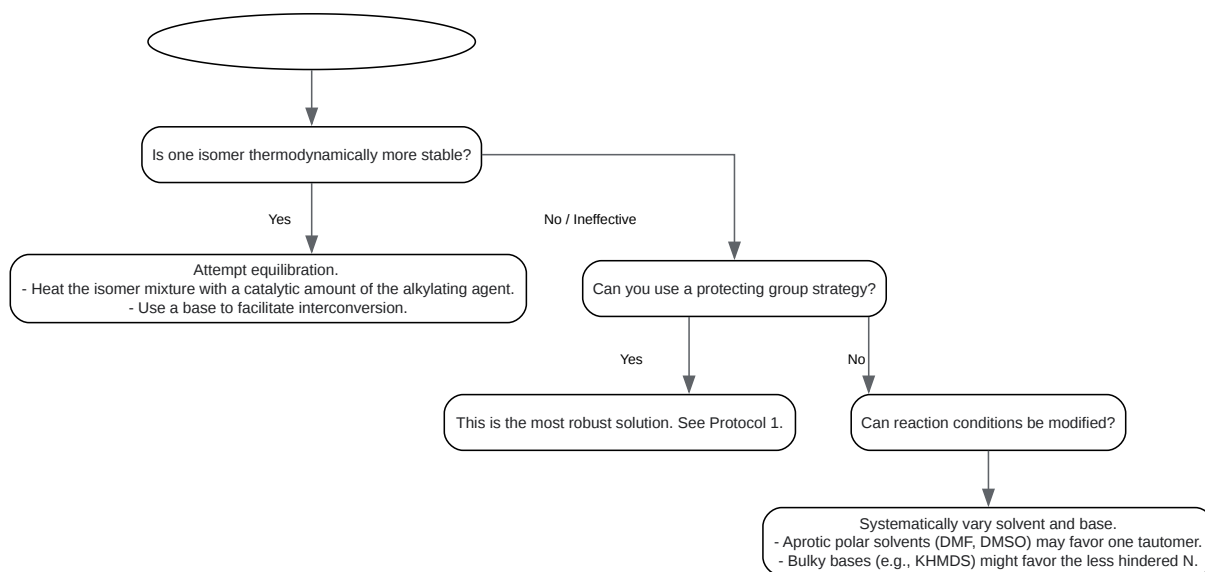 Is one isomer thermodynamically more stable?
Yes
No / Ineffective
Attempt equilibration.
- Heat the isomer mixture with a catalytic amount of the alkylating agent.
- Use a base to facilitate interconversion.
Can you use a protecting group strategy?
Yes
No
This is the most robust solution. See Protocol 1.
Can reaction conditions be modified?
Systematically vary solvent and base.
- Aprotic polar solvents (DMF, DMSO) may favor one tautomer.
- Bulky bases (e.g., KHMDS) might favor the less hindered N.